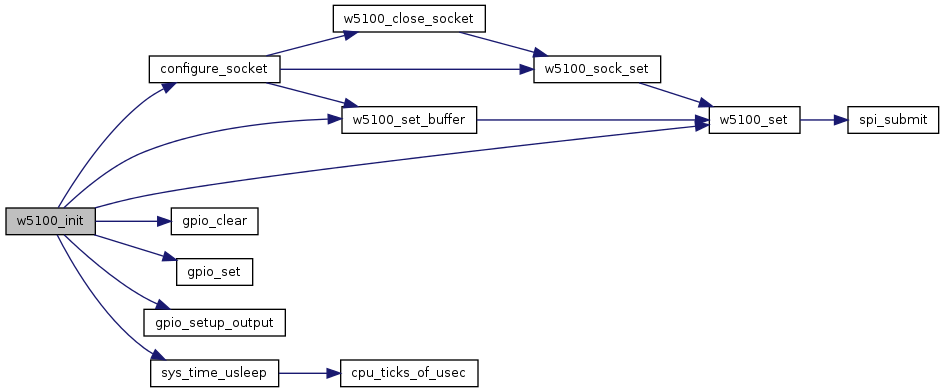 w5100_close_socket
configure_socket
w5100_sock_set
w5100_set_buffer
w5100_set
spi_submit
w5100_init
gpio_clear
gpio_set
gpio_setup_output
sys_time_usleep
cpu_ticks_of_usec